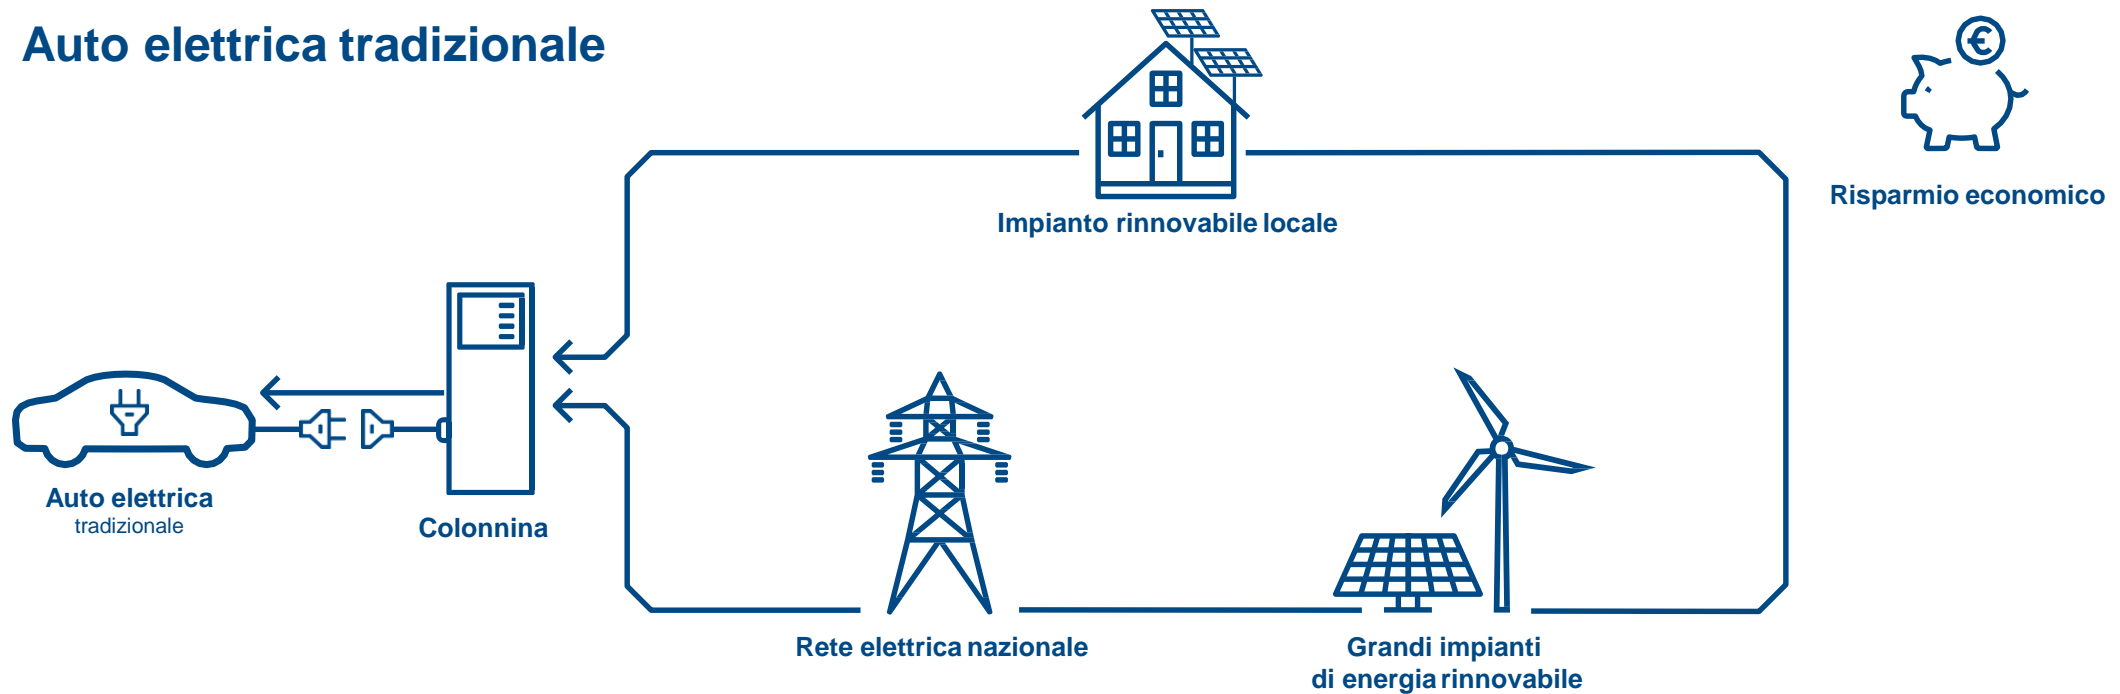 Auto elettrica tradizionale
€
Risparmio economico
Impianto rinnovabile locale
Auto elettrica
tradizionale
Colonnina
Rete elettrica nazionale
Grandi impianti
di energia rinnovabile